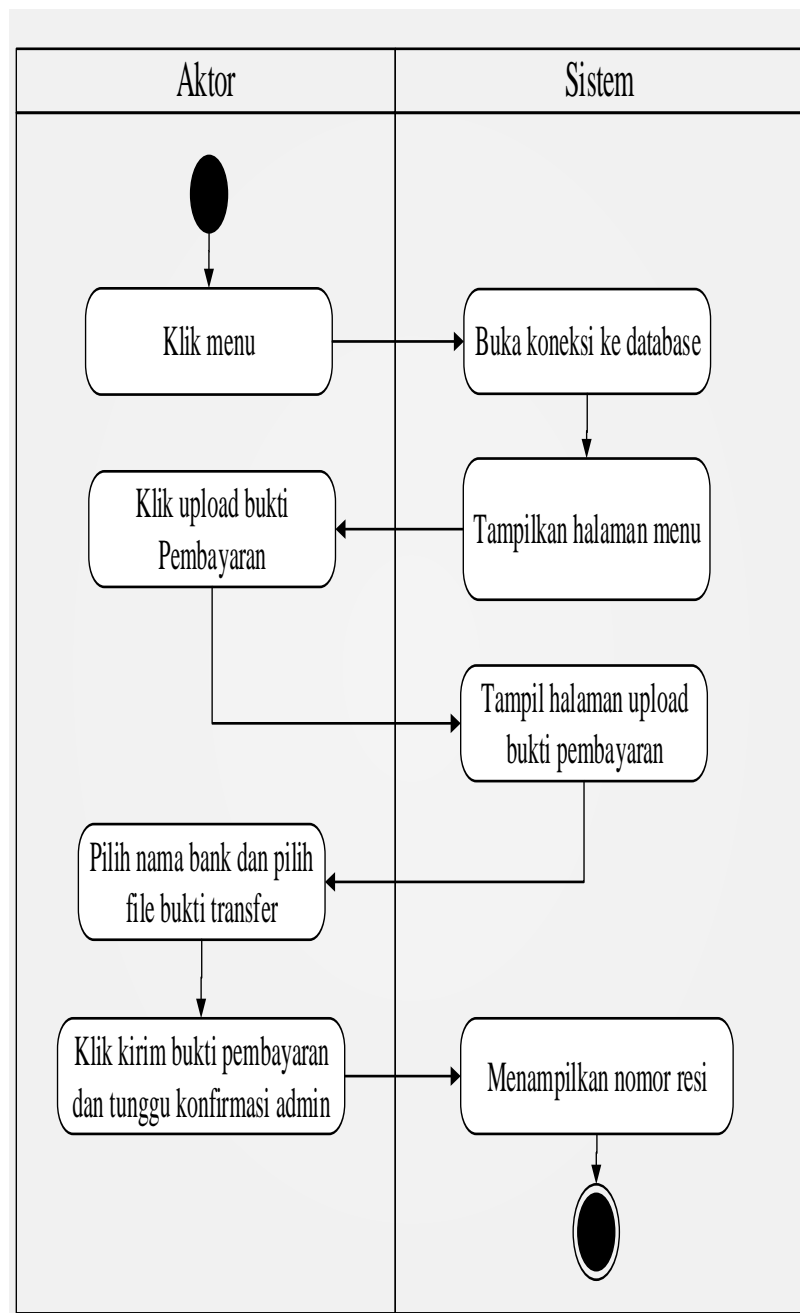 Aktor
Sistem
Klik menu
Buka koneksi ke database
Klik upload bukti
Pembayaran
Tampilkan halaman menu
Tampil halaman upload
bukti pembayaran
Pilih nama bank dan pilih
file bukti transfer
Klik kirim bukti pembayaran
dan tunggu konfirmasi admin
Menampilkan nomor resi